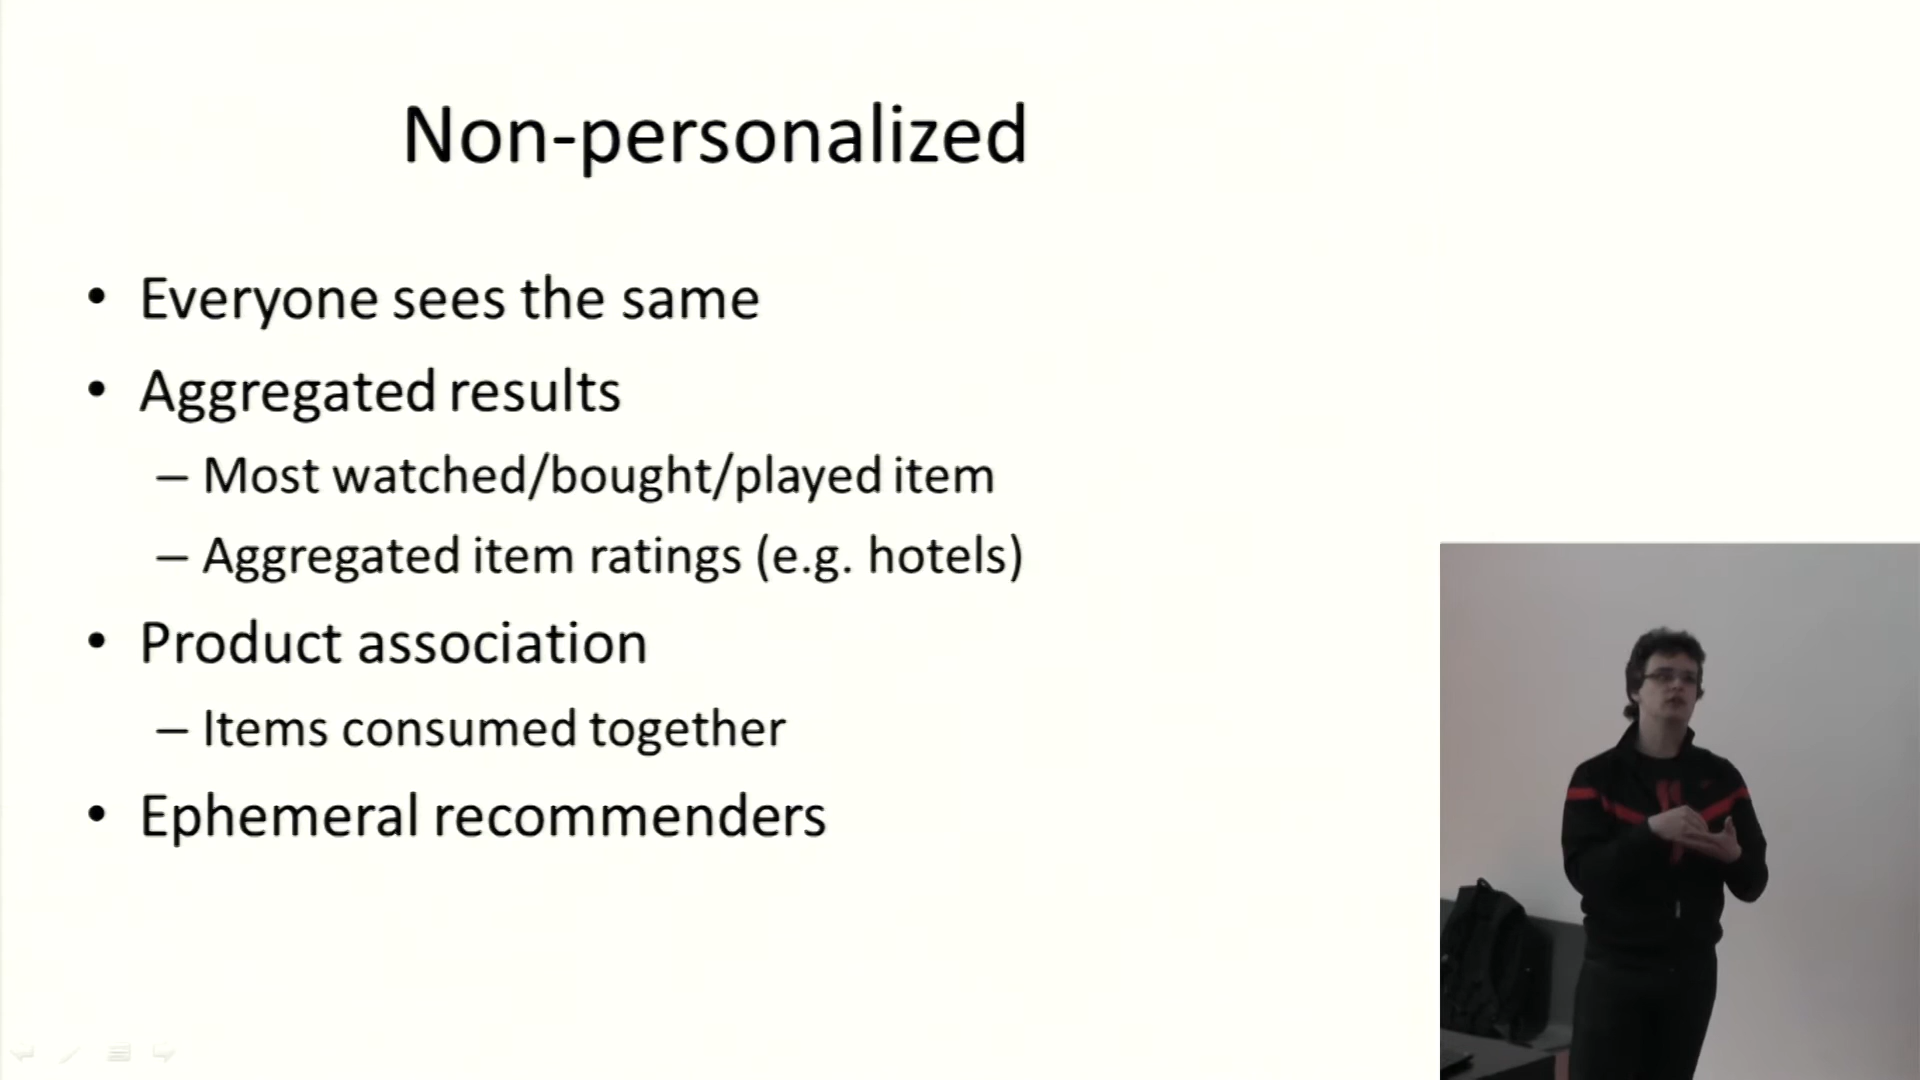 Non-personalized
• Everyone sees the same
• Aggregated results
– Most watched/bought/played item
– Aggregated item ratings (e.g. hotels)
• Product association
– Items consumed together
• Ephemeral recommenders